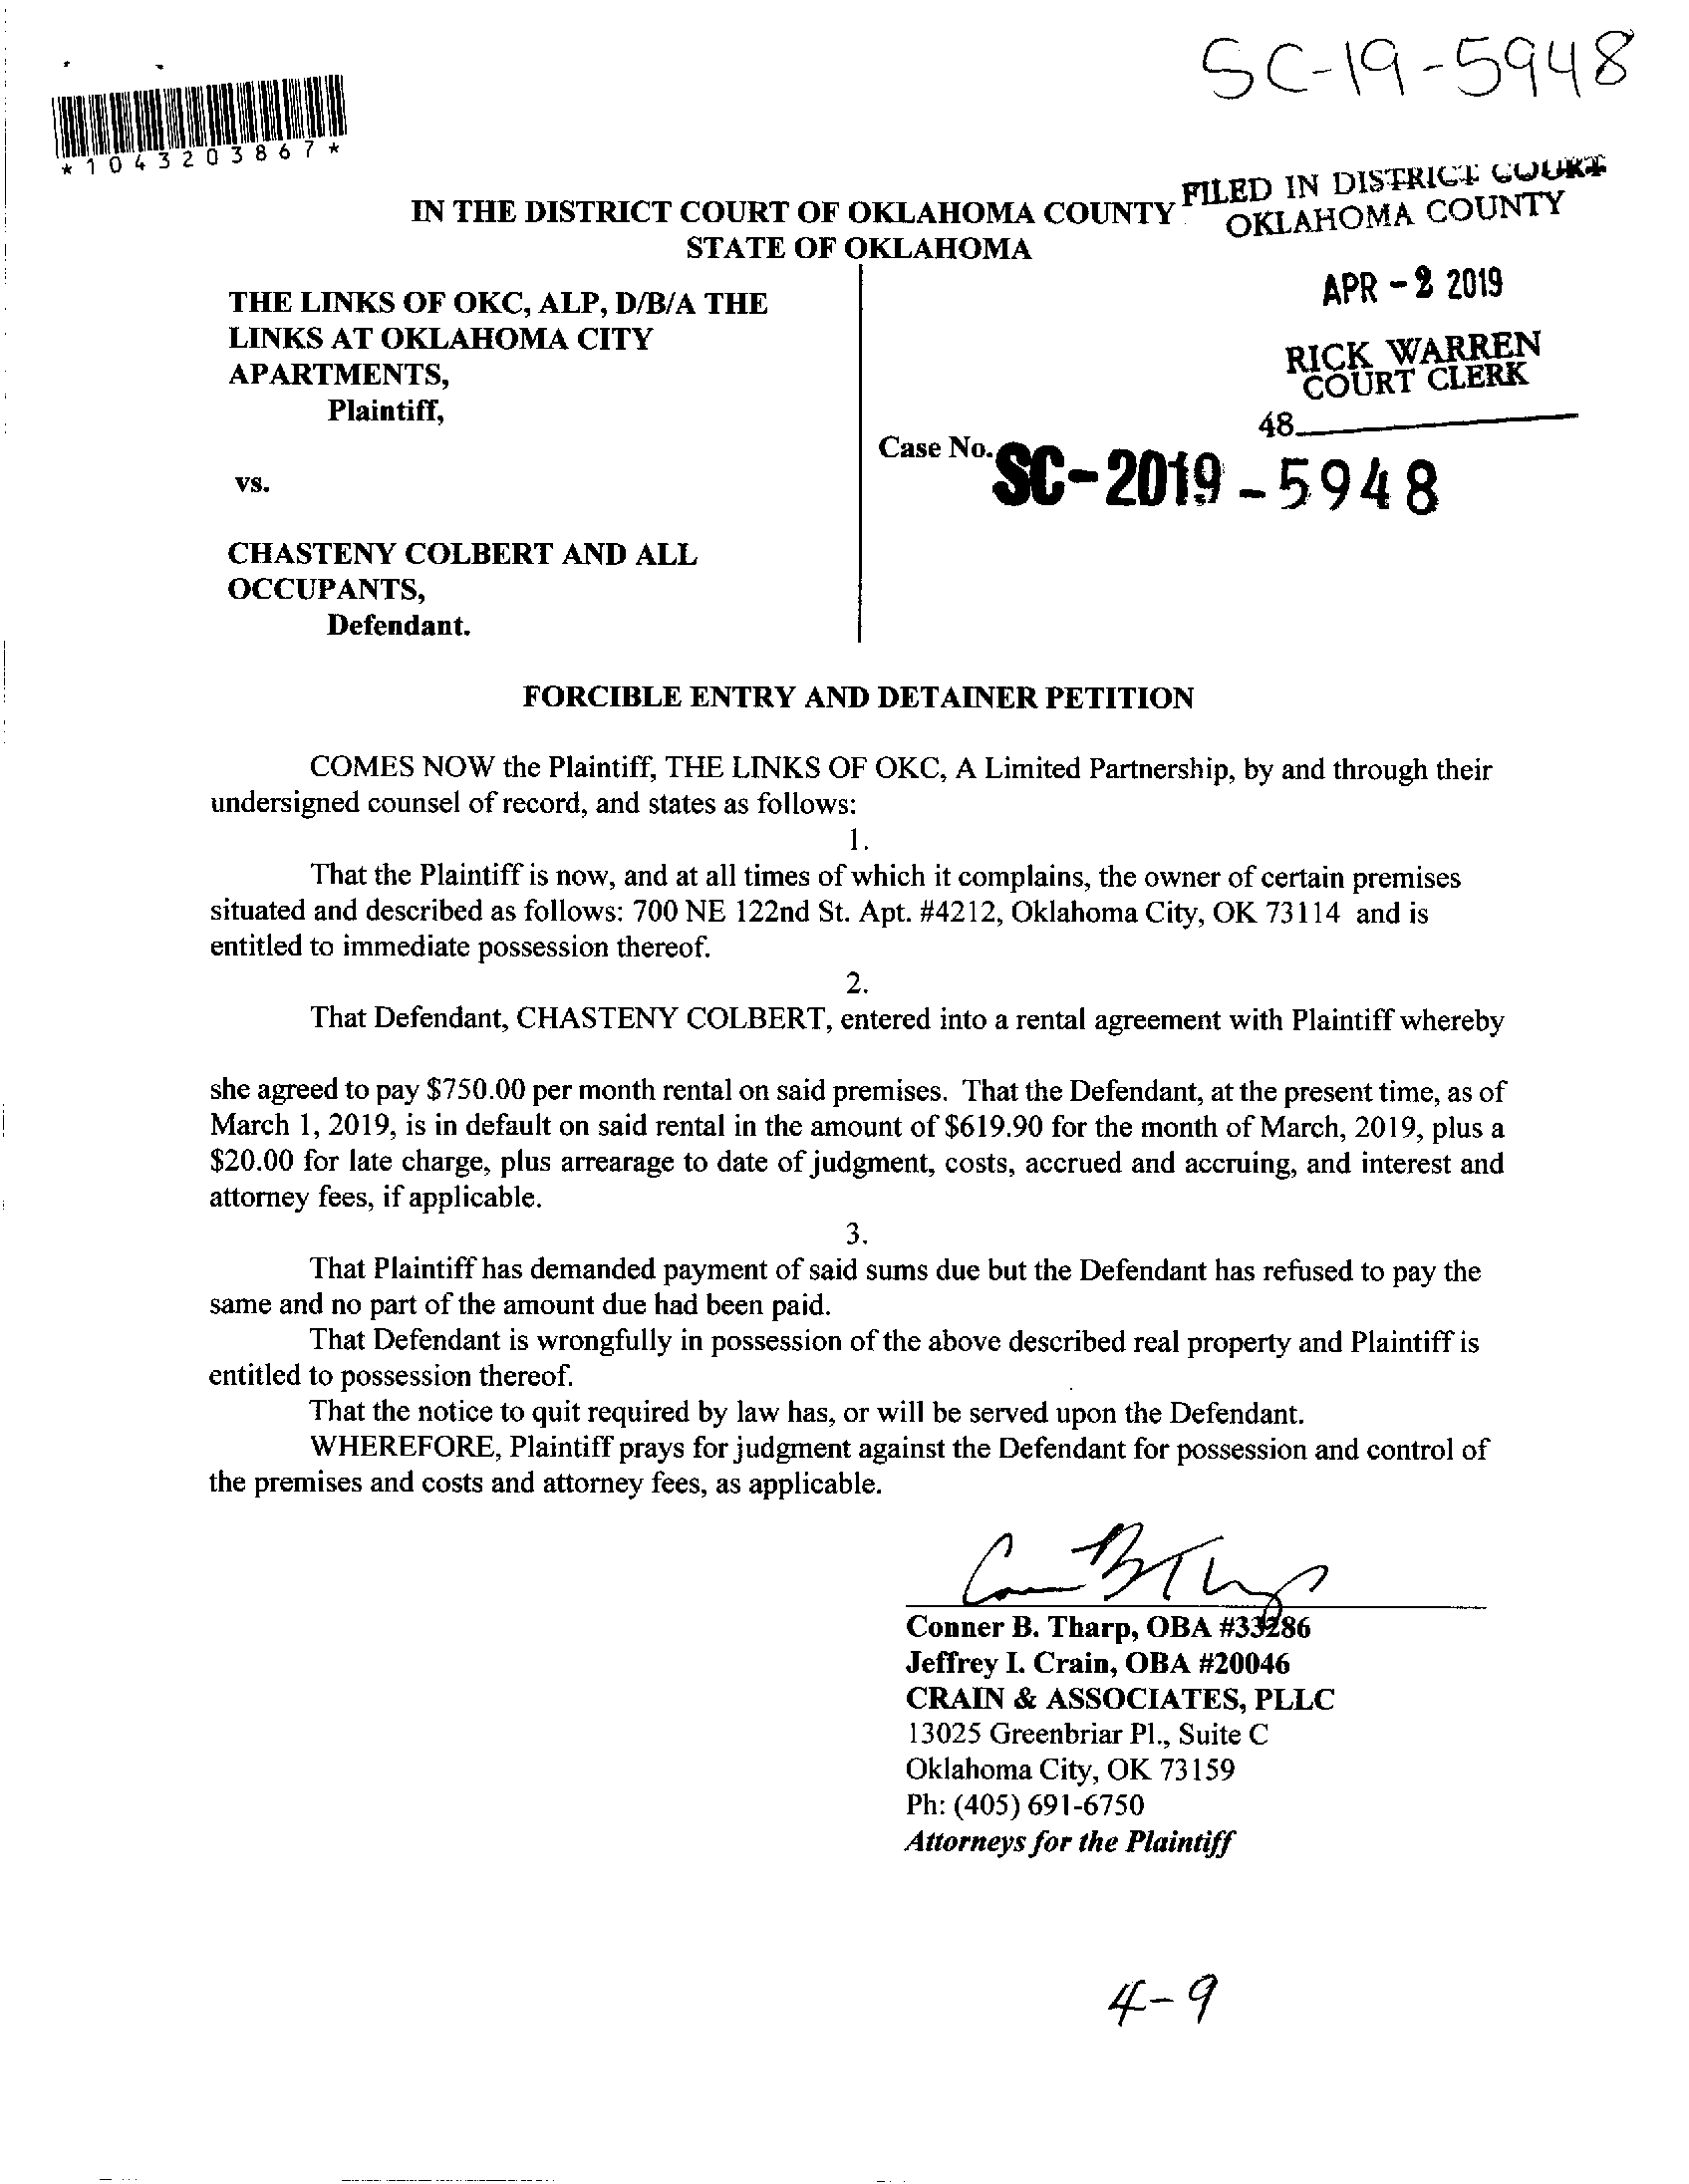 SC-19-5948
*1043203867*
FILED IN DISTRICT COURT
OKLAHOMA COUNTY
IN THE DISTRICT COURT OF OKLAHOMA COUNTY
STATE OF OKLAHOMA
APR - 2 2019
RICK WARREN
COURT CLERK
48
THE LINKS OF OKC, ALP, D/B/A THE
LINKS AT OKLAHOMA CITY
APARTMENTS,
Plaintiff,
Case No. SC-2019-5948
vs.
CHASTENY COLBERT AND ALL
OCCUPANTS,
Defendant.
FORCIBLE ENTRY AND DETAINER PETITION
COMES NOW the Plaintiff, THE LINKS OF OKC, A Limited Partnership, by and through their
undersigned counsel of record, and states as follows:
1.
That the Plaintiff is now, and at all times of which it complains, the owner of certain premises
situated and described as follows: 700 NE 122nd St. Apt. #4212, Oklahoma City, OK 73114 and is
entitled to immediate possession thereof.
2.
That Defendant, CHASTENY COLBERT, entered into a rental agreement with Plaintiff whereby
she agreed to pay $750.00 per month rental on said premises. That the Defendant, at the present time, as of
March 1, 2019, is in default on said rental in the amount of $619.90 for the month of March, 2019, plus a
$20.00 for late charge, plus arrearage to date of judgment, costs, accrued and accruing, and interest and
attorney fees, if applicable.
3.
That Plaintiff has demanded payment of said sums due but the Defendant has refused to pay the
same and no part of the amount due had been paid.
That Defendant is wrongfully in possession of the above described real property and Plaintiff is
entitled to possession thereof.
That the notice to quit required by law has, or will be served upon the Defendant.
WHEREFORE, Plaintiff prays for judgment against the Defendant for possession and control of
the premises and costs and attorney fees, as applicable.
Conner B. Tharp, OBA #33286
Jeffrey I. Crain, OBA #20046
CRAIN & ASSOCIATES, PLLC
13025 Greenbriar Pl., Suite C
Oklahoma City, OK 73159
Ph: (405) 691-6750
Attorneys for the Plaintiff
4-9